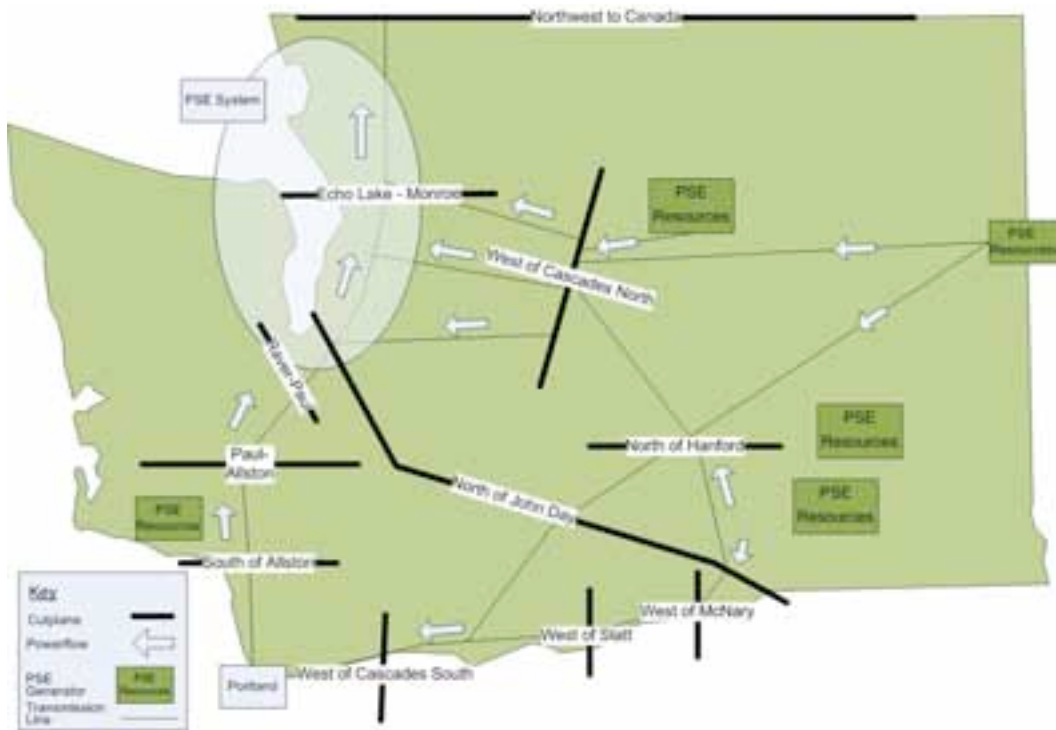 Northwest to Canada
PSE System
Echo Lake - Monroe
PSE
Resources
PSE
Resources
West of Cascades North
Raver-Paul
PSE
Resources
Paul-
Allston
North of Hanford
North of John Day
PSE
Resources
PSE
Resources
South of Allston
Key
Cutplane
Powerflow
PSE
Generator
PSE
Resources
Transmission
Line
West of McNary
West of Slatt
West of Cascades South
Portland